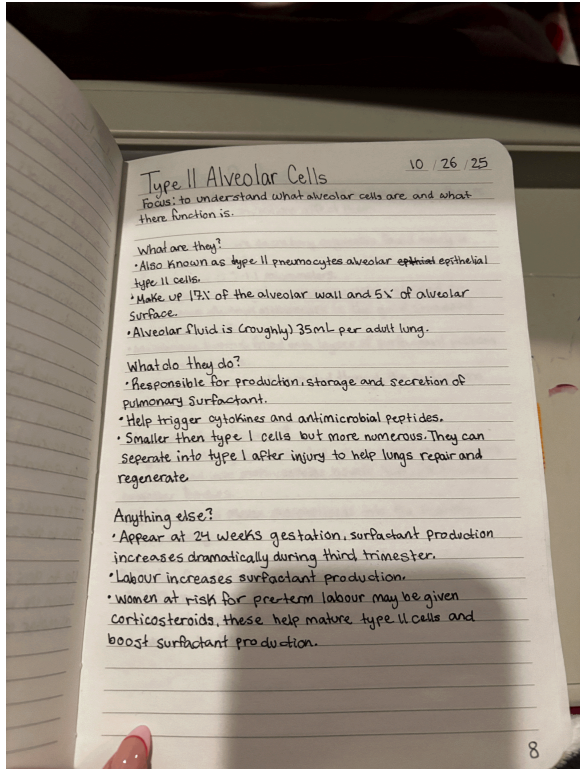 10 / 26 / 25
Type II Alveolar Cells
Focus: to understand what alveolar cells are and what
there function is.
What are they?
• Also known as type II pneumocytes alveolar epithelial
type II cells.
• Make up 17% of the alveolar wall and 5% of alveolar
surface.
• Alveolar fluid is (roughly) 35mL per adult lung.
What do they do?
• Responsible for production, storage and secretion of
pulmonary surfactant.
• Help trigger cytokines and antimicrobial peptides.
• Smaller then type I cells but more numerous. They can
seperate into type I after injury to help lungs repair and
regenerate.
Anything else?
• Appear at 24 weeks gestation, surfactant production
increases dramatically during third trimester.
• Labour increases surfactant production.
• Women at risk for pre-term labour may be given
corticosteroids, these help mature type II cells and
boost surfactant production.
8